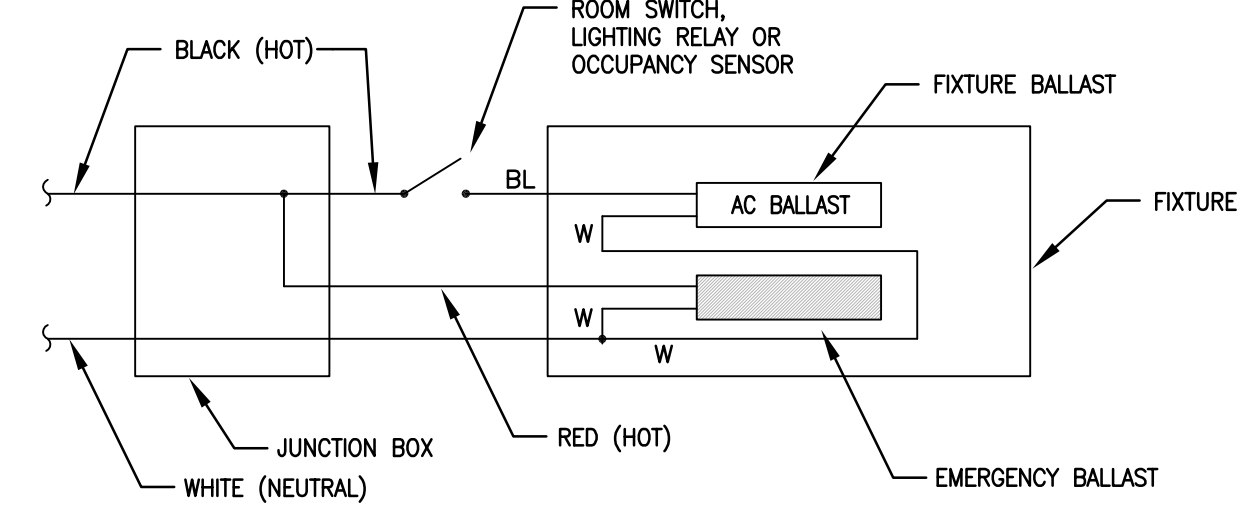 ROOM SWITCH,
LIGHTING RELAY OR
OCCUPANCY SENSOR
BLACK (HOT)
FIXTURE BALLAST
BL
AC BALLAST
FIXTURE
W
W
W
RED (HOT)
JUNCTION BOX
EMERGENCY BALLAST
WHITE (NEUTRAL)